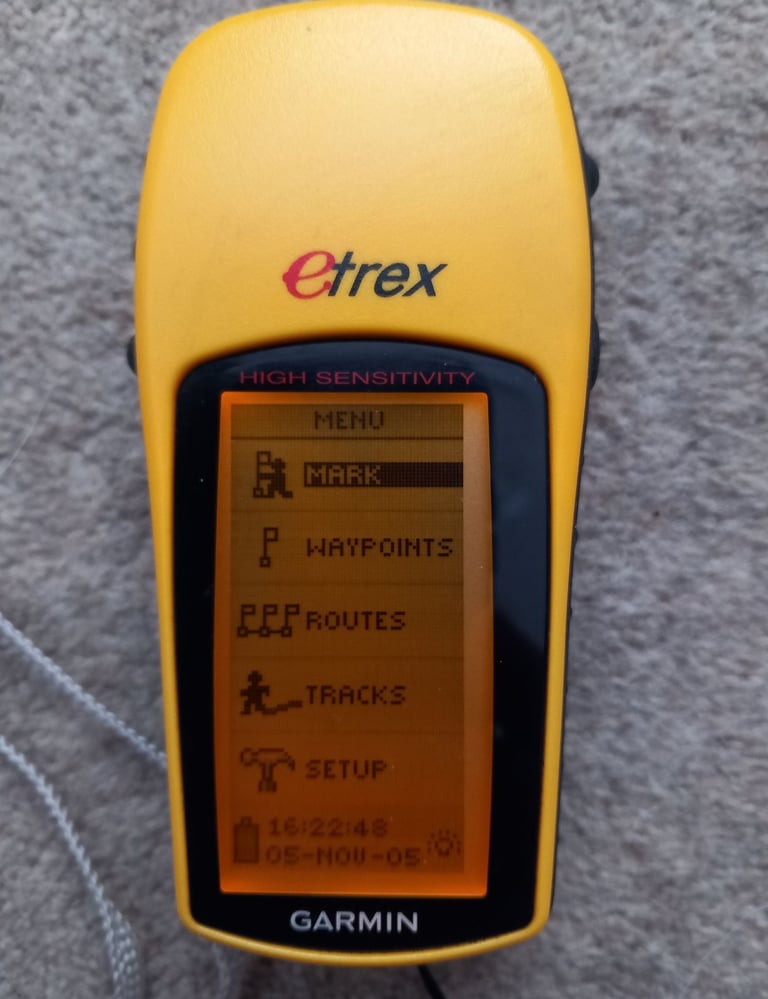 etrex
HIGH SENSITIVITY
MENU
MARK
WAYPOINTS
ROUTES
TRACKS
SETUP
16:22:48
05-NOV-05
GARMIN